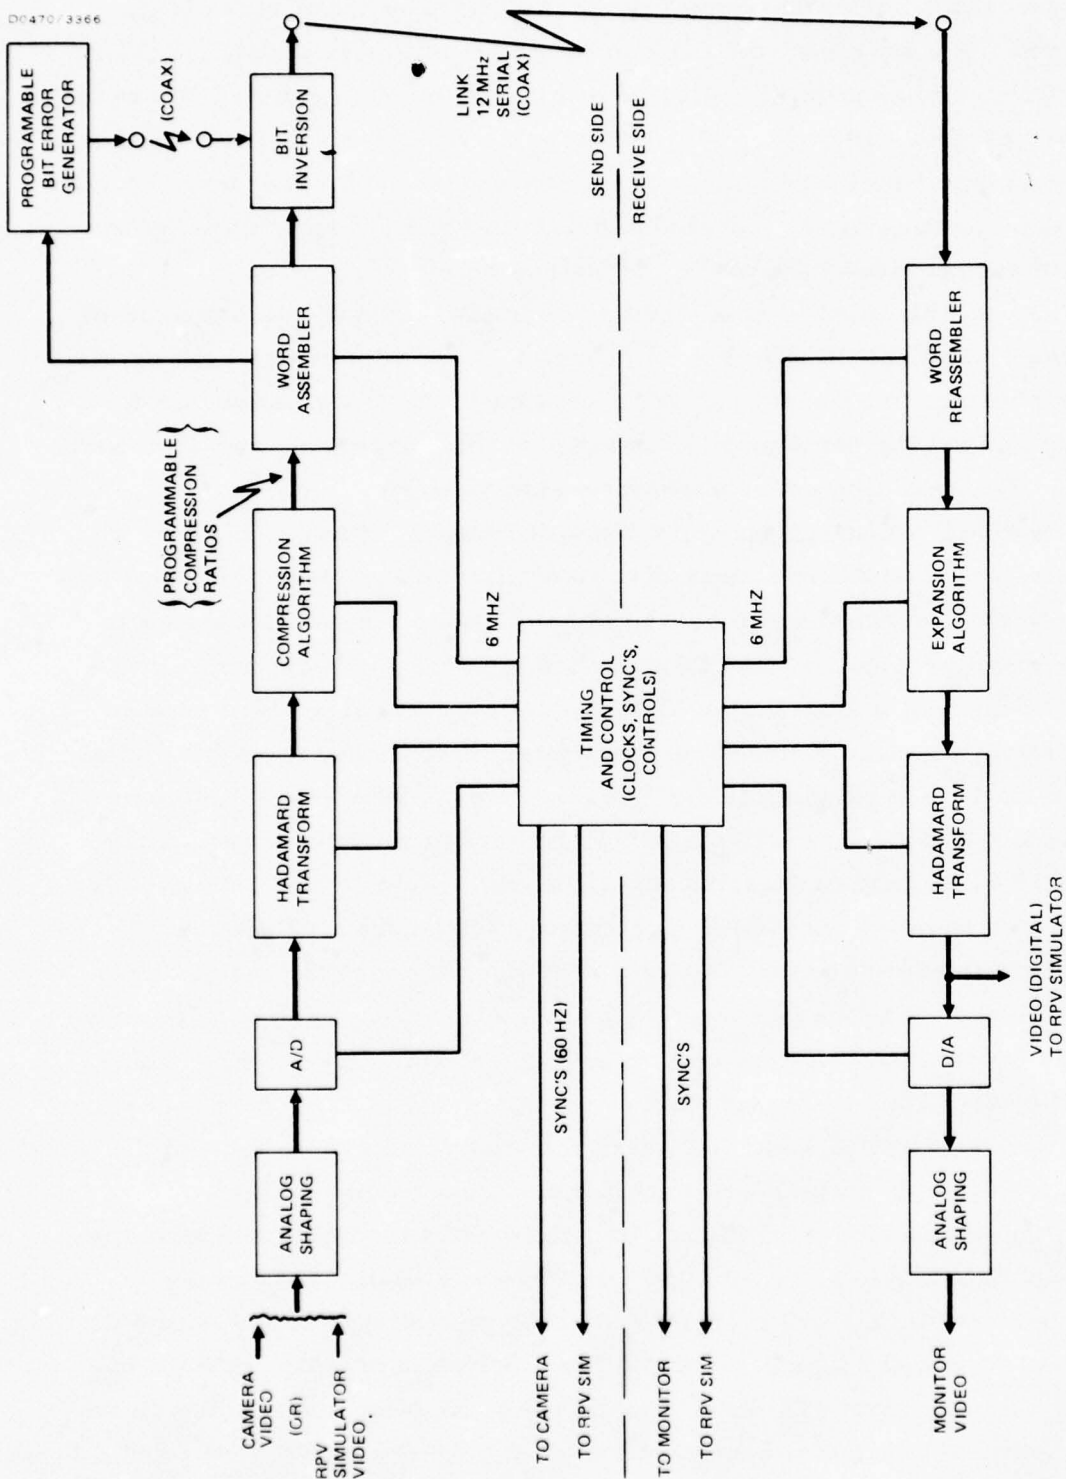 D0470/3366
CAMERA
VIDEO
(OR)
RPV
SIMULATOR
VIDEO
ANALOG
SHAPING
A/D
HADAMARD
TRANSFORM
COMPRESSION
ALGORITHM
{PROGRAMMABLE}
COMPRESSION
{RATIOS}
WORD
ASSEMBLER
BIT
INVERSION
PROGRAMABLE
BIT ERROR
GENERATOR
(COAX)
LINK
12 MHz
SERIAL
(COAX)
SEND SIDE
RECEIVE SIDE
6 MHZ
TIMING
AND CONTROL
(CLOCKS, SYNC'S,
CONTROLS)
6 MHZ
SYNC'S (60 HZ)
SYNC'S
TO CAMERA
TO RPV SIM
TO MONITOR
TO RPV SIM
WORD
REASSEMBLER
EXPANSION
ALGORITHM
HADAMARD
TRANSFORM
VIDEO (DIGITAL)
TO RPV SIMULATOR
D/A
ANALOG
SHAPING
MONITOR
VIDEO